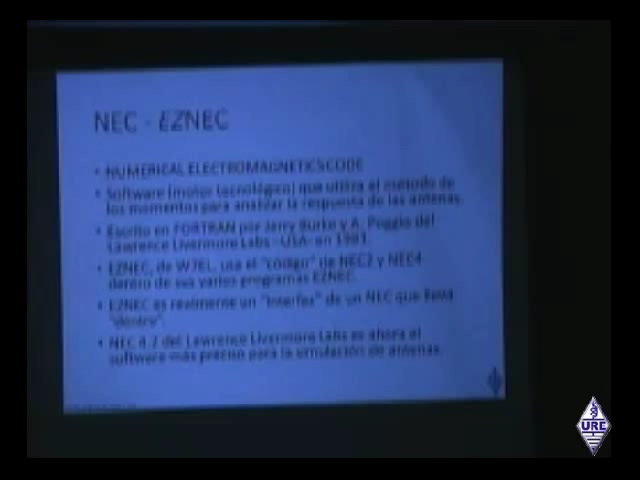 NEC - EZNEC
• NUMERICAL ELECTROMAGNETICS CODE
• Software (motor tecnológico) que utiliza el método de
los momentos para analizar la respuesta de las antenas.
• Escrito en FORTRAN por Jerry Burke y A. Poggio del
Lawrence Livermore Labs - USA- en 1981.
• EZNEC, de W7EL, usa el "código" de NEC2 y NEC4
dentro de sus varios programas EZNEC.
• EZNEC es realmente un "interfex" de un NEC que lleva
"dentro".
• NEC 4.2 del Lawrence Livermore Labs es ahora el
software más preciso para la simulación de antenas.
URE